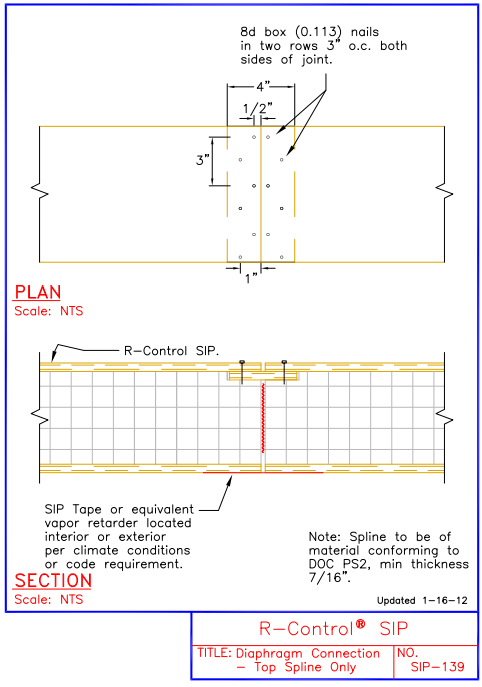 8d box (0.113) nails
in two rows 3" o.c. both
sides of joint.
4"
1/2"
3"
1"
PLAN
Scale: NTS
R-Control SIP.
SIP Tape or equivalent
vapor retarder located
interior or exterior
per climate conditions
or code requirement.
Note: Spline to be of
material conforming to
DOC PS2, min thickness
7/16".
SECTION
Scale: NTS
Updated 1-16-12
R-Control® SIP
TITLE: Diaphragm Connection
- Top Spline Only
NO.
SIP-139